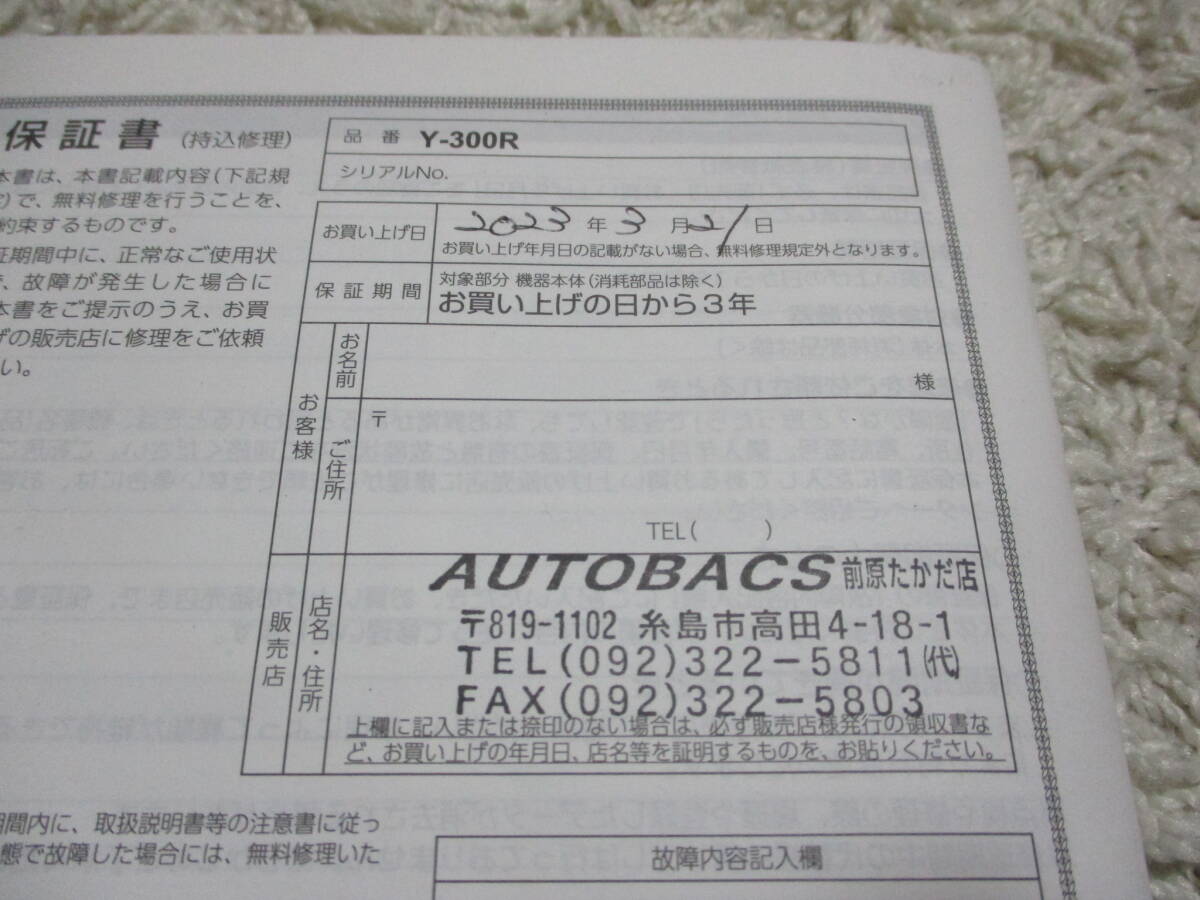 保証書 (持込修理)
本書は、本書記載内容(下記規
)で、無料修理を行うことを、
約束するものです。
証期間中に、正常なご使用状
、故障が発生した場合に
本書をご提示のうえ、お買
げの販売店に修理をご依頼
い。
品番 Y-300R
シリアルNo.
お買い上げ日 2023年3月21日
お買い上げ年月日の記載がない場合、無料修理規定外となります。
保証期間 対象部分 機器本体(消耗部品は除く)
お買い上げの日から3年
お客様
お名前 様
ご住所 〒
TEL( )
販売店
店名・住所
AUTOBACS 前原たかだ店
〒819-1102 糸島市高田4-18-1
TEL(092)322-5811(代)
FAX(092)322-5803
上欄に記入または捺印のない場合は、必ず販売店様発行の領収書な
ど、お買い上げの年月日、店名等を証明するものを、お貼りください。
期間内に、取扱説明書等の注意書に従っ
態で故障した場合には、無料修理いた
故障内容記入欄